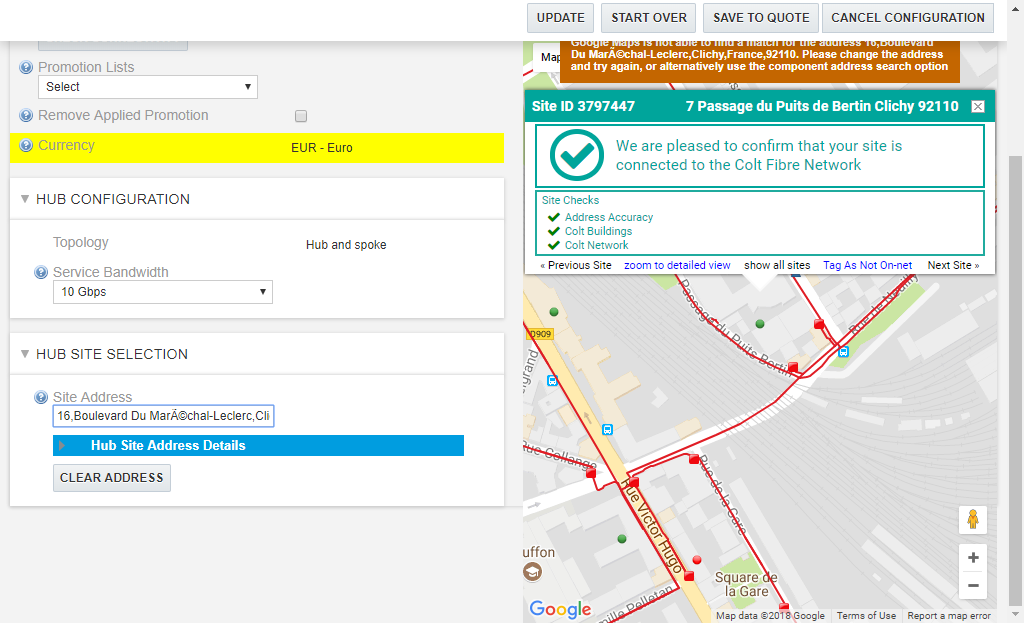 UPDATE
START OVER
SAVE TO QUOTE
CANCEL CONFIGURATION
Promotion Lists
Select
Remove Applied Promotion
Currency
EUR - Euro
HUB CONFIGURATION
Topology
Hub and spoke
Service Bandwidth
10 Gbps
HUB SITE SELECTION
Site Address
16,Boulevard Du MarÃ©chal-Leclerc,Cli
Hub Site Address Details
CLEAR ADDRESS
Map
Google Maps is not able to find a match for the address 16,Boulevard
Du MarÃ©chal-Leclerc,Clichy,France,92110. Please change the address
and try again, or alternatively use the component address search option
Site ID 3797447
7 Passage du Puits de Bertin Clichy 92110
We are pleased to confirm that your site is
connected to the Colt Fibre Network
Site Checks
Address Accuracy
Colt Buildings
Colt Network
« Previous Site
zoom to detailed view
show all sites
Tag As Not On-net
Next Site »
Passage du Puits Bertin
Rue de Neuilly
D909
Rue Collange
Rue de la Gare
Rue Victor Hugo
uffon
Square de
la Gare
mille Pelletan
Google
Map data ©2018 Google
Terms of Use
Report a map error